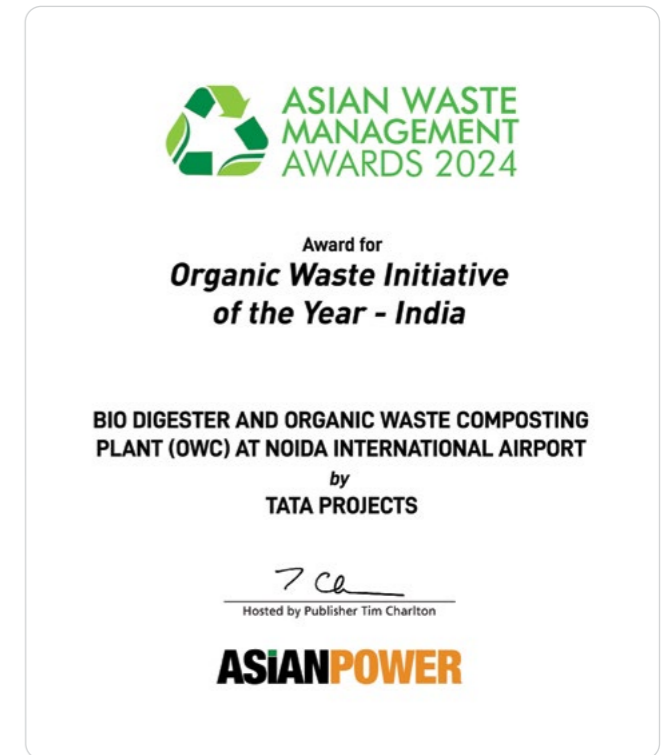 ASIAN WASTE
MANAGEMENT
AWARDS 2024
Award for
Organic Waste Initiative
of the Year - India
BIO DIGESTER AND ORGANIC WASTE COMPOSTING
PLANT (OWC) AT NOIDA INTERNATIONAL AIRPORT
by
TATA PROJECTS
Hosted by Publisher Tim Charlton
ASiANPOWER